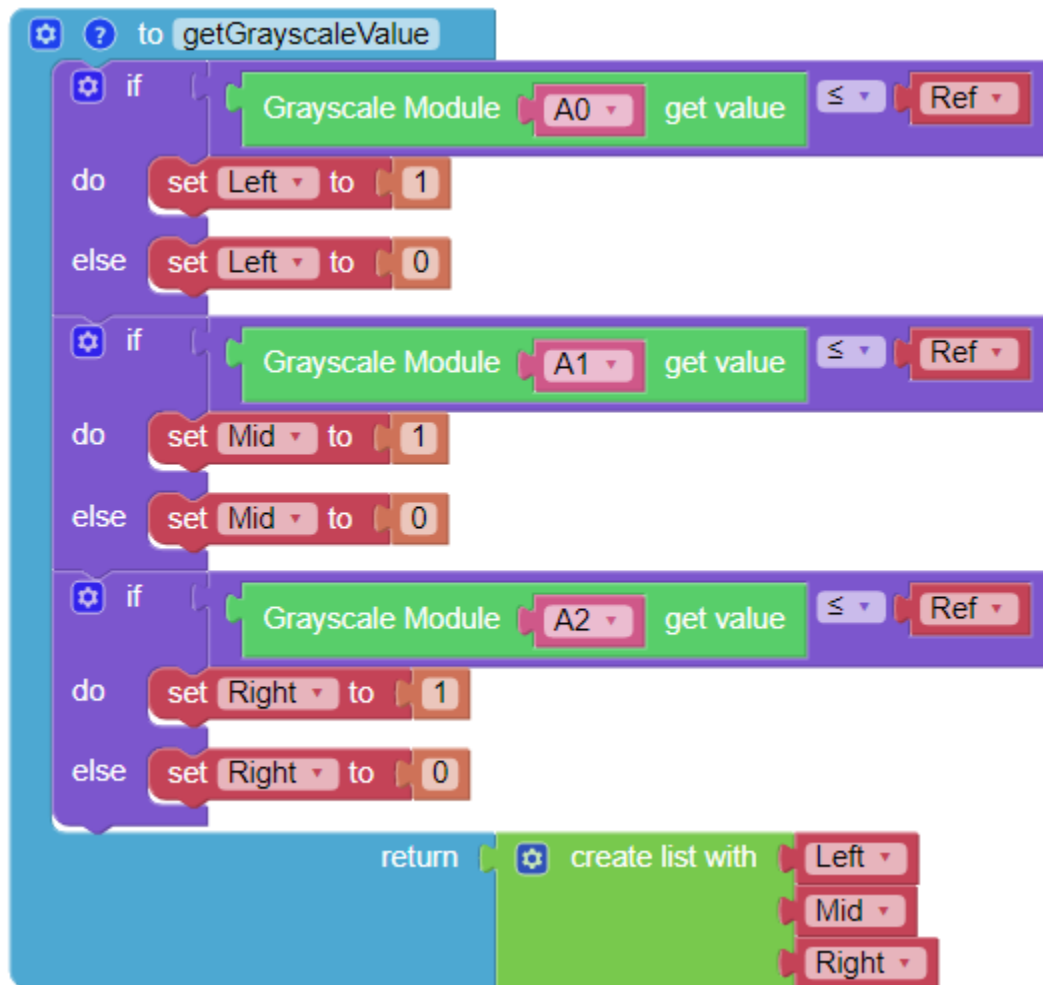 ? to getGrayscaleValue
if Grayscale Module A0 get value ≤ Ref
do set Left to 1
else set Left to 0
if Grayscale Module A1 get value ≤ Ref
do set Mid to 1
else set Mid to 0
if Grayscale Module A2 get value ≤ Ref
do set Right to 1
else set Right to 0
return create list with Left
Mid
Right